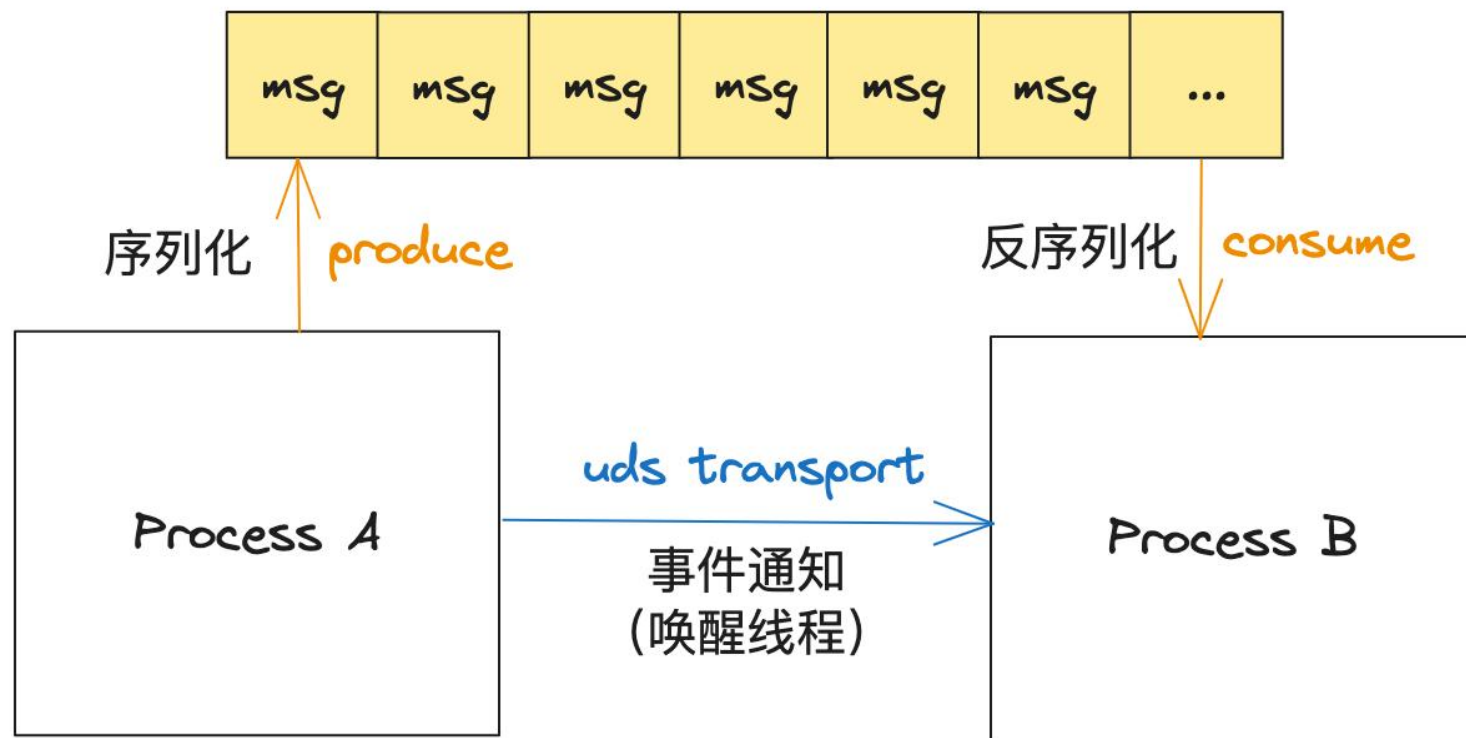 msg msg msg msg msg msg ...
序列化 produce
反序列化 consume
uds transport
Process A
事件通知
(唤醒线程)
Process B